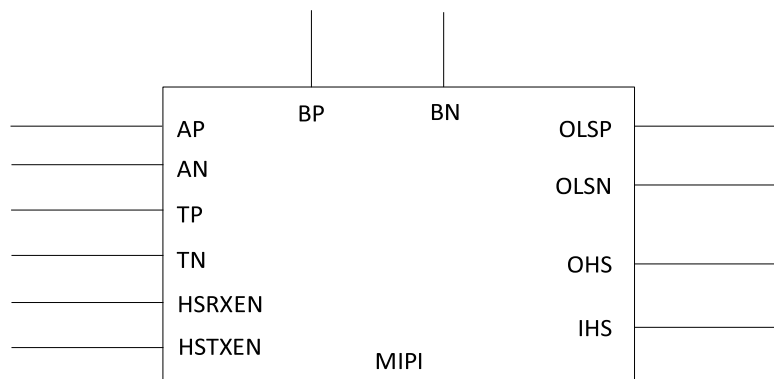 BP
BN
AP
OLSP
AN
OLSN
TP
TN
OHS
HSRXEN
IHS
HSTXEN
MIPI